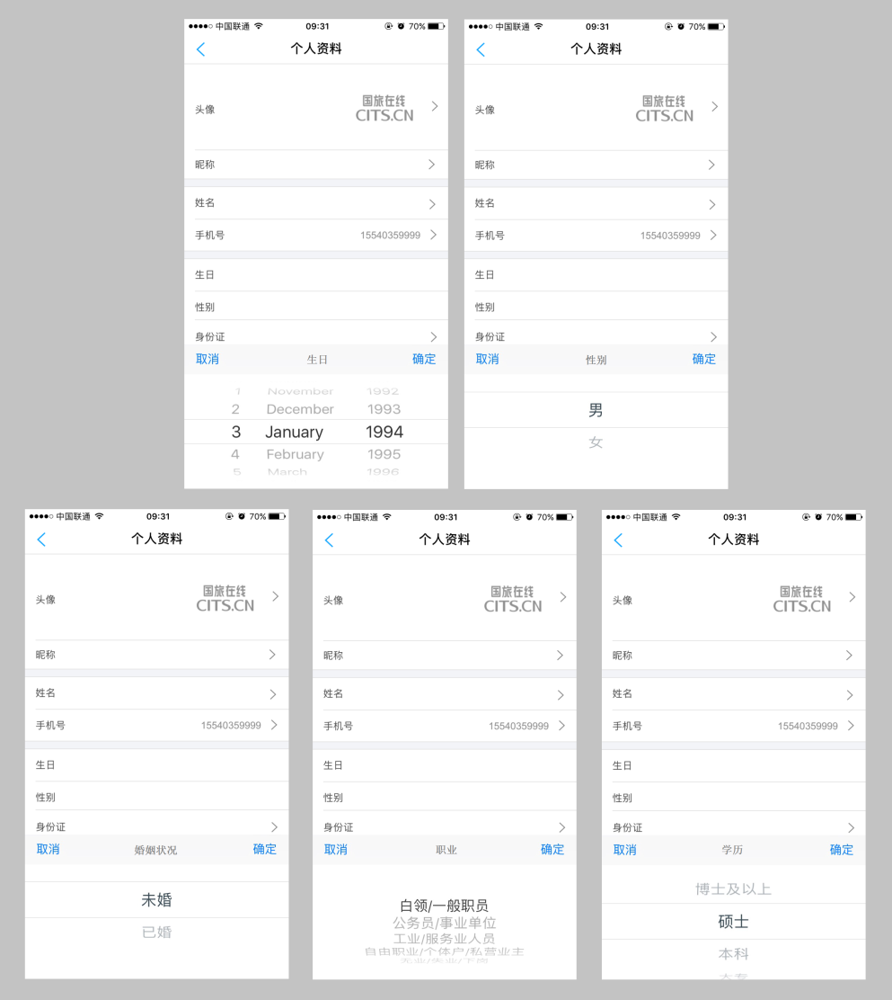 中国联通 09:31 70%
个人资料
头像 国旅在线
CITS.CN
昵称
姓名
手机号 15540359999
生日
性别
身份证
取消 生日 确定
1 November 1992
2 December 1993
3 January 1994
4 February 1995
5 March 1996
中国联通 09:31 70%
个人资料
头像 国旅在线
CITS.CN
昵称
姓名
手机号 15540359999
生日
性别
身份证
取消 性别 确定
男
女
中国联通 09:31 70%
个人资料
头像 国旅在线
CITS.CN
昵称
姓名
手机号 15540359999
生日
性别
身份证
取消 婚姻状况 确定
未婚
已婚
中国联通 09:31 70%
个人资料
头像 国旅在线
CITS.CN
昵称
姓名
手机号 15540359999
生日
性别
身份证
取消 职业 确定
白领/一般职员
公务员/事业单位
工业/服务业人员
自由职业/个体户/私营业主
中国联通 09:31 70%
个人资料
头像 国旅在线
CITS.CN
昵称
姓名
手机号 15540359999
生日
性别
身份证
取消 学历 确定
博士及以上
硕士
本科